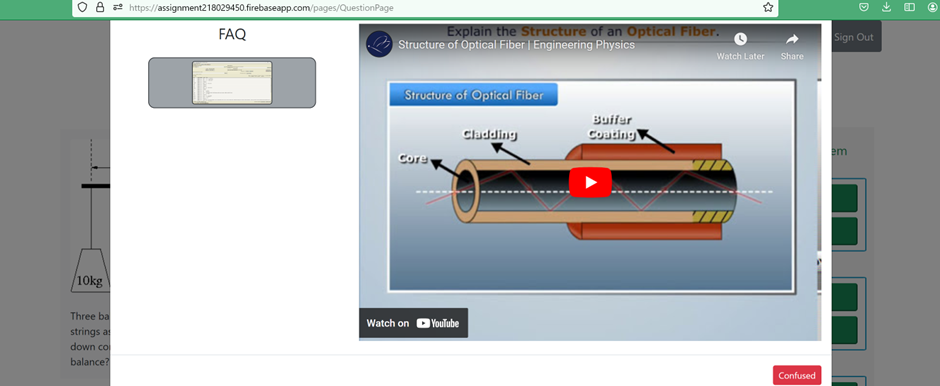 https://assignment218029450.firebaseapp.com/pages/QuestionPage
FAQ
Explain the Structure of an Optical Fiber.
Structure of Optical Fiber | Engineering Physics
Watch Later
Share
Sign Out
Structure of Optical Fiber
Buffer
Coating
Cladding
Core
em
10kg
Watch on YouTube
Three ba
strings as
down co
balance?
Confused